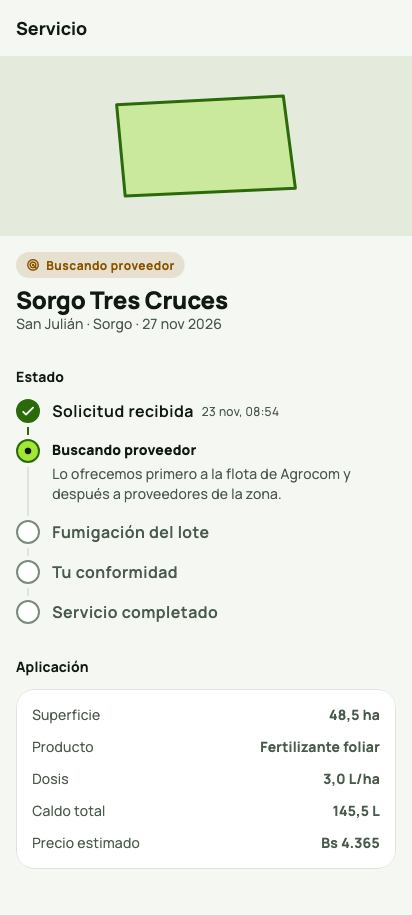 Servicio
Buscando proveedor
Sorgo Tres Cruces
San Julián · Sorgo · 27 nov 2026
Estado
Solicitud recibida 23 nov, 08:54
Buscando proveedor
Lo ofrecemos primero a la flota de Agrocom y
después a proveedores de la zona.
Fumigación del lote
Tu conformidad
Servicio completado
Aplicación
Superficie 48,5 ha
Producto Fertilizante foliar
Dosis 3,0 L/ha
Caldo total 145,5 L
Precio estimado Bs 4.365